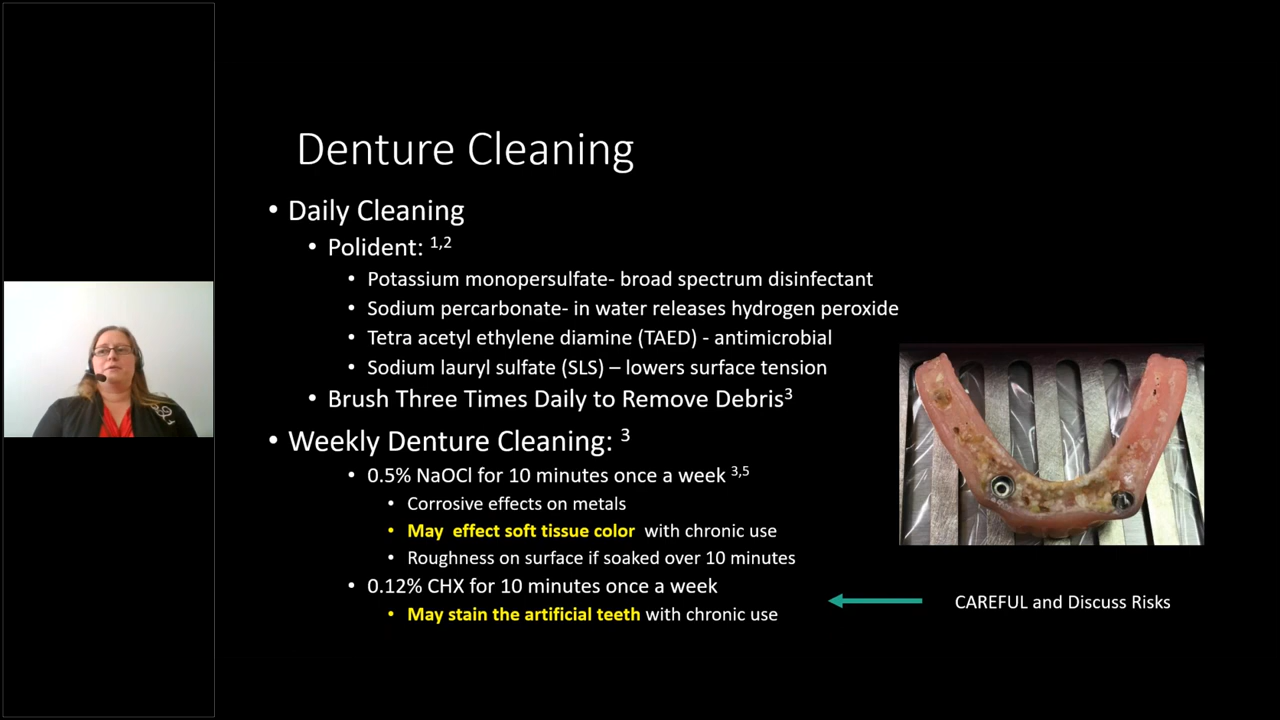 Denture Cleaning
• Daily Cleaning
• Polident: 1,2
• Potassium monopersulfate- broad spectrum disinfectant
• Sodium percarbonate- in water releases hydrogen peroxide
• Tetra acetyl ethylene diamine (TAED) - antimicrobial
• Sodium lauryl sulfate (SLS) – lowers surface tension
• Brush Three Times Daily to Remove Debris3
• Weekly Denture Cleaning: 3
• 0.5% NaOCl for 10 minutes once a week 3,5
• Corrosive effects on metals
• May  effect soft tissue color  with chronic use
• Roughness on surface if soaked over 10 minutes
• 0.12% CHX for 10 minutes once a week
• May stain the artificial teeth with chronic use
CAREFUL and Discuss Risks